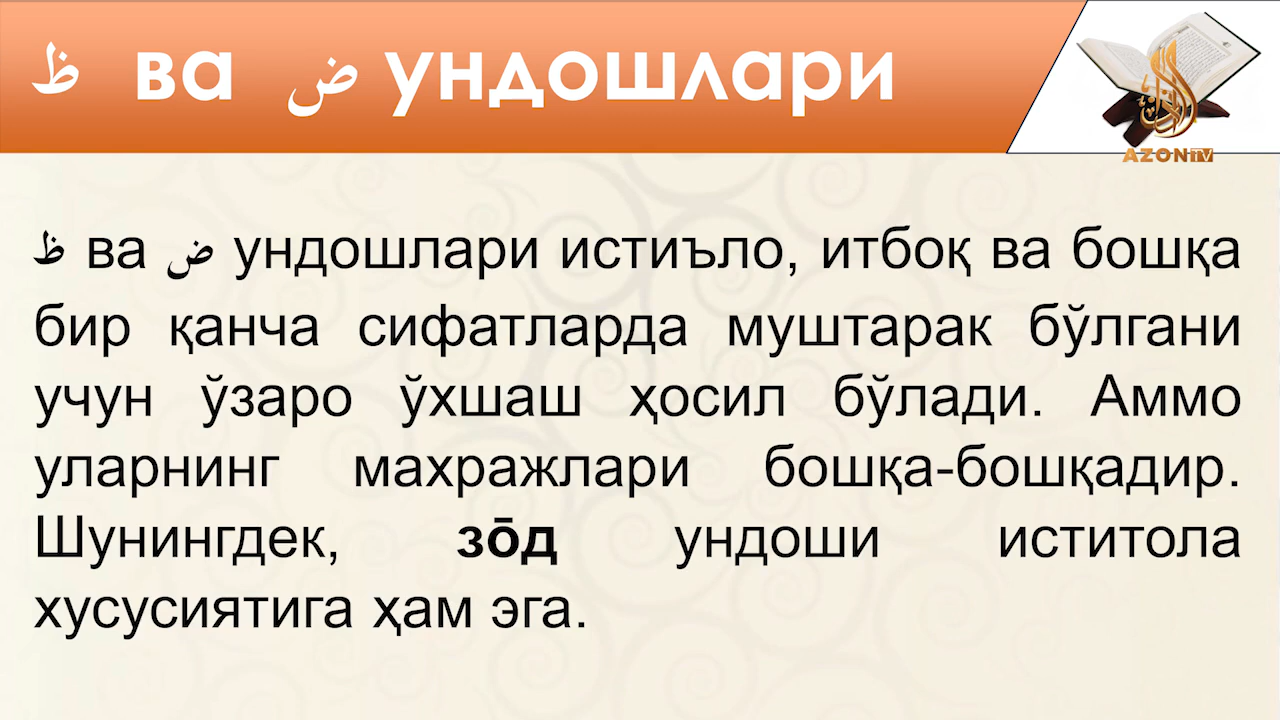 ظ ва ض ундошлари
AZON TV
ظ ва ض ундошлари истиъло, итбоқ ва бошқа
бир қанча сифатларда муштарак бўлгани
учун ўзаро ўхшаш ҳосил бўлади. Аммо
уларнинг махражлари бошқа-бошқадир.
Шунингдек, зо̄д ундоши иститола
хусусиятига ҳам эга.